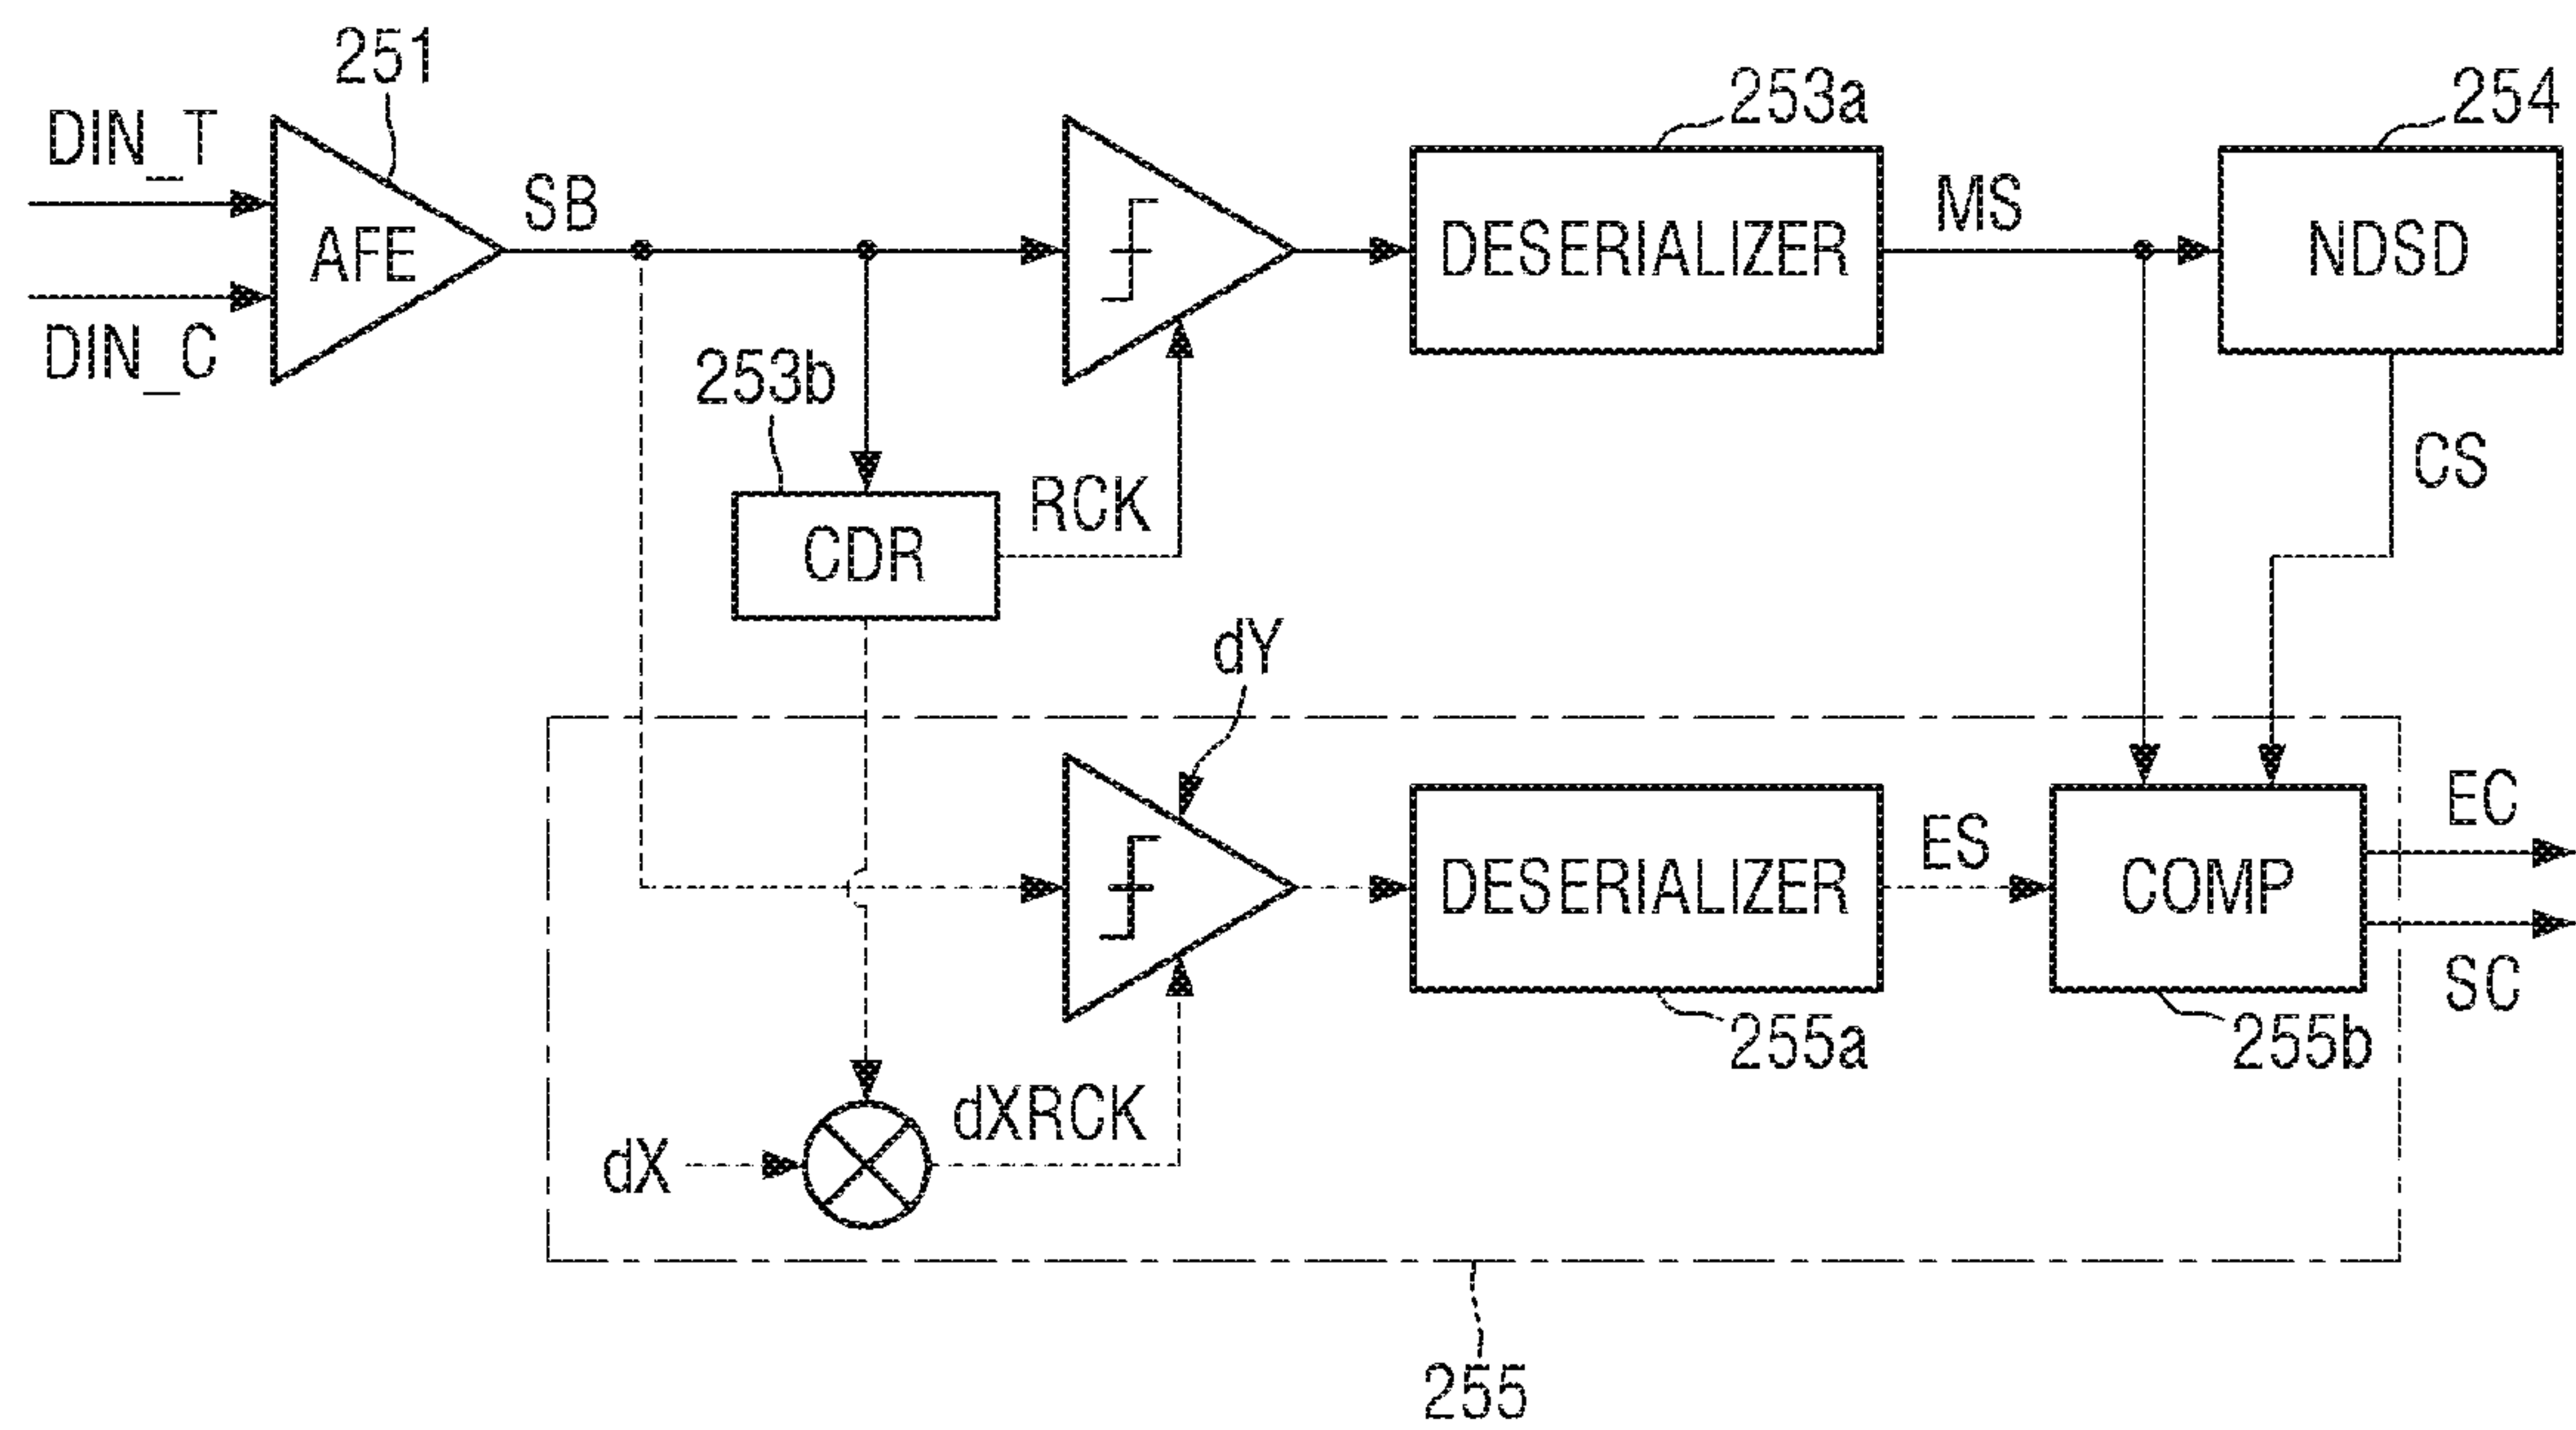 251
253a
254
DIN_T
SB
MS
AFE
DESERIALIZER
NDSD
DIN_C
253b
CS
RCK
CDR
dY
EC
ES
DESERIALIZER
COMP
SC
255a
255b
dXRCK
dX
255